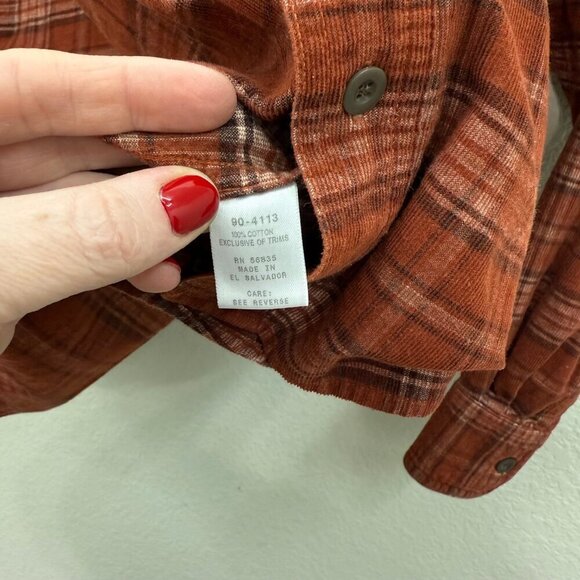 90-4113
100% COTTON
EXCLUSIVE OF TRIMS
RN 56835
MADE IN
EL SALVADOR
CARE:
SEE REVERSE